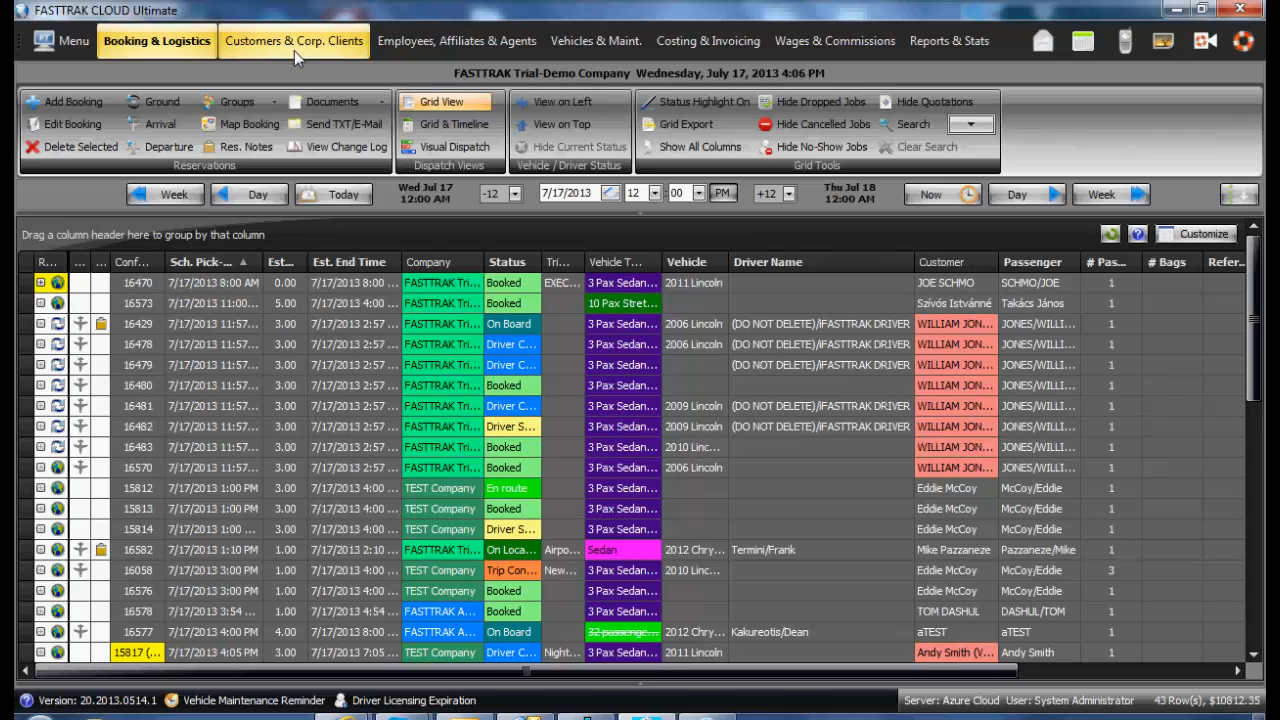 FASTTRAK CLOUD Ultimate
Menu Booking & Logistics Customers & Corp. Clients Employees, Affiliates & Agents Vehicles & Maint. Costing & Invoicing Wages & Commissions Reports & Stats
FASTTRAK Trial-Demo Company Wednesday, July 17, 2013 4:06 PM
Add Booking Ground Groups Documents Grid View View on Left Status Highlight On Hide Dropped Jobs Hide Quotations
Edit Booking Arrival Map Booking Send TXT/E-Mail Grid & Timeline View on Top Grid Export Hide Cancelled Jobs Search
Delete Selected Departure Res. Notes View Change Log Visual Dispatch Hide Current Status Show All Columns Hide No-Show Jobs Clear Search
Reservations Dispatch Views Vehicle / Driver Status Grid Tools
Week Day Today Wed Jul 17 12:00 AM -12 7/17/2013 12 00 PM +12 Thu Jul 18 12:00 AM Now Day Week
Drag a column header here to group by that column Customize
R... ... ... Conf... Sch. Pick-... Est... Est. End Time Company Status Tri... Vehicle T... Vehicle Driver Name Customer Passenger # Pas... # Bags Refer...
16470 7/17/2013 8:00 AM 0.00 7/17/2013 8:00 ... FASTTRAK Tri... Booked EXEC... 3 Pax Sedan... 2011 Lincoln JOE SCHMO SCHMO/JOE 1
16573 7/17/2013 11:00... 5.00 7/17/2013 4:00 ... FASTTRAK Tri... Booked 10 Pax Stret... Szívós Istvánné Takács János 1
16429 7/17/2013 11:57... 3.00 7/17/2013 2:57 ... FASTTRAK Tri... On Board 3 Pax Sedan... 2006 Lincoln (DO NOT DELETE)/iFASTTRAK DRIVER WILLIAM JON... JONES/WILLI... 1
16478 7/17/2013 11:57... 3.00 7/17/2013 2:57 ... FASTTRAK Tri... Driver C... 3 Pax Sedan... 2006 Lincoln (DO NOT DELETE)/iFASTTRAK DRIVER WILLIAM JON... JONES/WILLI... 1
16479 7/17/2013 11:57... 3.00 7/17/2013 2:57 ... FASTTRAK Tri... Driver C... 3 Pax Sedan... (DO NOT DELETE)/iFASTTRAK DRIVER WILLIAM JON... JONES/WILLI... 1
16480 7/17/2013 11:57... 3.00 7/17/2013 2:57 ... FASTTRAK Tri... Booked 3 Pax Sedan... WILLIAM JON... JONES/WILLI... 1
16481 7/17/2013 11:57... 3.00 7/17/2013 2:57 ... FASTTRAK Tri... Driver C... 3 Pax Sedan... 2009 Lincoln (DO NOT DELETE)/iFASTTRAK DRIVER WILLIAM JON... JONES/WILLI... 1
16482 7/17/2013 11:57... 3.00 7/17/2013 2:57 ... FASTTRAK Tri... Driver S... 3 Pax Sedan... 2009 Lincoln (DO NOT DELETE)/iFASTTRAK DRIVER WILLIAM JON... JONES/WILLI... 1
16483 7/17/2013 11:57... 3.00 7/17/2013 2:57 ... FASTTRAK Tri... Booked 3 Pax Sedan... 2010 Linc... WILLIAM JON... JONES/WILLI... 1
16570 7/17/2013 11:57... 3.00 7/17/2013 2:57 ... FASTTRAK Tri... Booked 3 Pax Sedan... 2006 Lincoln WILLIAM JON... JONES/WILLI... 1
15812 7/17/2013 1:00 PM 3.00 7/17/2013 4:00 ... TEST Company En route 3 Pax Sedan... Eddie McCoy McCoy/Eddie 1
15813 7/17/2013 1:00 PM 3.00 7/17/2013 4:00 ... TEST Company Booked 3 Pax Sedan... Eddie McCoy McCoy/Eddie 1
15814 7/17/2013 1:00 ... 3.00 7/17/2013 4:00 ... TEST Company Driver S... 3 Pax Sedan... Eddie McCoy McCoy/Eddie 1
16582 7/17/2013 1:10 PM 1.00 7/17/2013 2:10 ... FASTTRAK Tri... On Loca... Airpo... Sedan 2012 Chry... Termini/Frank Mike Pazzaneze Pazzaneze/Mike 1
16058 7/17/2013 3:00 PM 1.00 7/17/2013 4:00 ... TEST Company Trip Con... New... 3 Pax Sedan... 2010 Linc... Eddie McCoy McCoy/Eddie 3
16576 7/17/2013 3:00 PM 1.00 7/17/2013 4:00 ... TEST Company Booked 3 Pax Sedan... Eddie McCoy McCoy/Eddie 1
16578 7/17/2013 3:54 ... 1.00 7/17/2013 4:54 ... FASTTRAK A... Booked 3 Pax Sedan... TOM DASHUL DASHUL/TOM 1
16577 7/17/2013 4:00 PM 4.00 7/17/2013 8:00 ... FASTTRAK A... On Board 32 passenge... 2012 Chry... Kakureotis/Dean aTEST aTEST 1
15817 (... 7/17/2013 4:05 PM 3.00 7/17/2013 7:05 ... TEST Company Driver C... Night... 3 Pax Sedan... 2011 Lincoln Andy Smith (V... Andy Smith 1
Version: 20.2013.0514.1 Vehicle Maintenance Reminder Driver Licensing Expiration Server: Azure Cloud User: System Administrator 43 Row(s), $10812.35